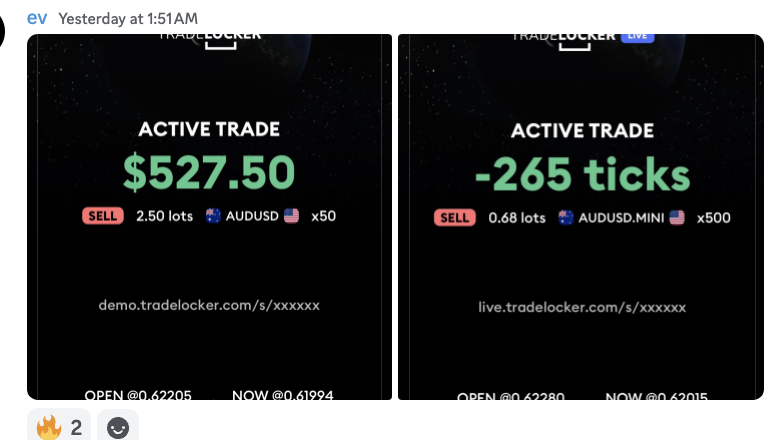 ev Yesterday at 1:51 AM
TRADELOCKER
ACTIVE TRADE
$527.50
SELL 2.50 lots AUDUSD x50
demo.tradelocker.com/s/xxxxxx
OPEN @0.62205 NOW @0.61994
TRADELOCKER LIVE
ACTIVE TRADE
-265 ticks
SELL 0.68 lots AUDUSD.MINI x500
live.tradelocker.com/s/xxxxxx
OPEN @0.62280 NOW @0.62015
2